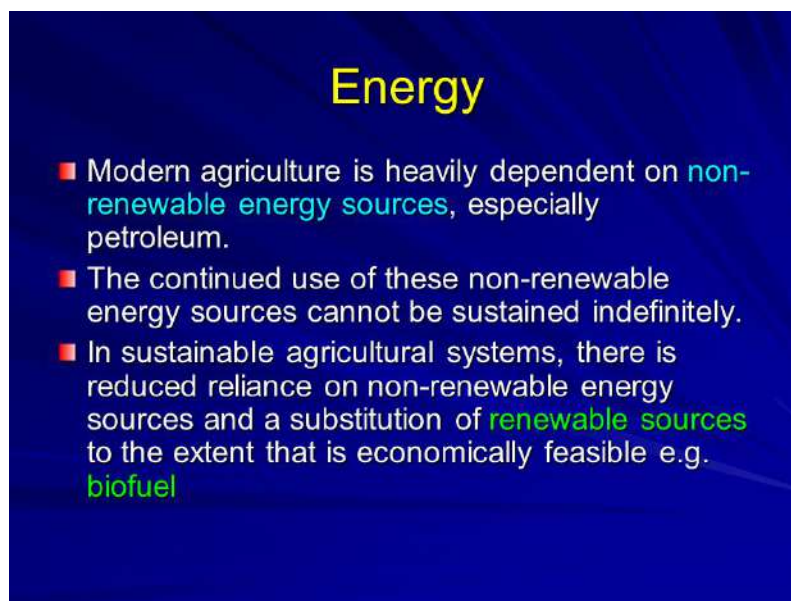 Energy
Modern agriculture is heavily dependent on non-
renewable energy sources, especially
petroleum.
The continued use of these non-renewable
energy sources cannot be sustained indefinitely.
In sustainable agricultural systems, there is
reduced reliance on non-renewable energy
sources and a substitution of renewable sources
to the extent that is economically feasible e.g.
biofuel